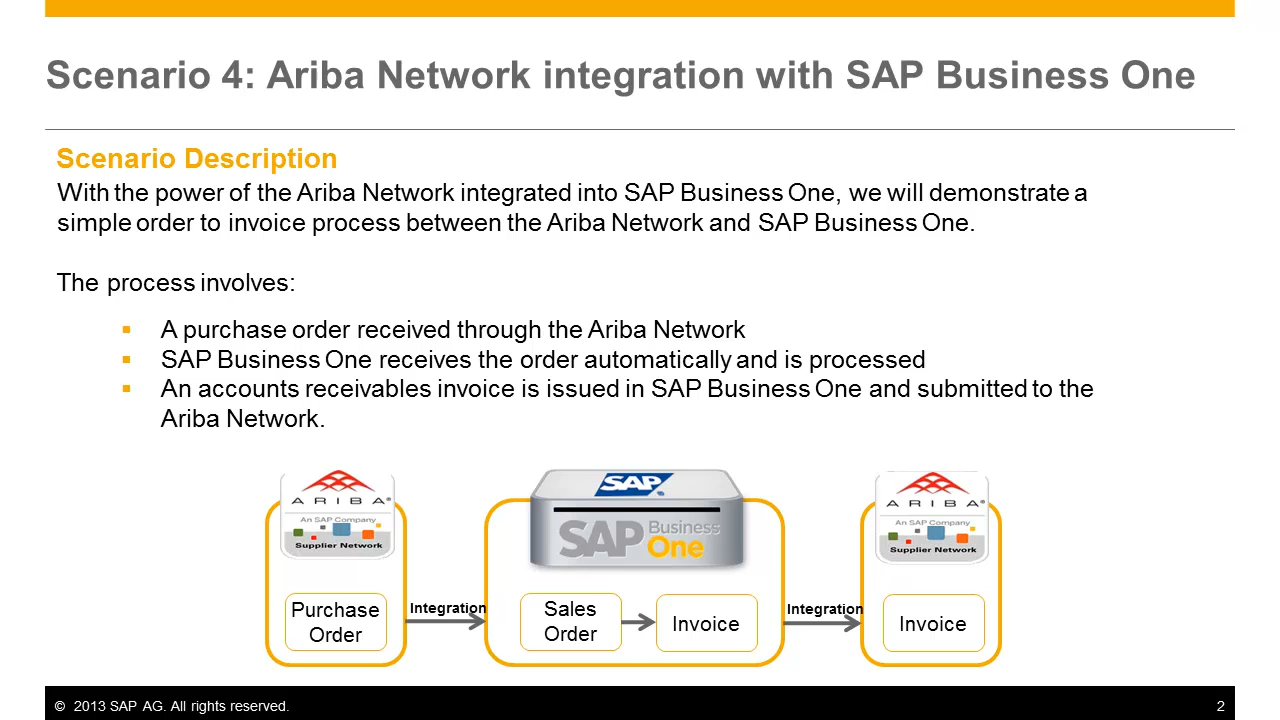 Scenario 4: Ariba Network integration with SAP Business One
Scenario Description
With the power of the Ariba Network integrated into SAP Business One, we will demonstrate a
simple order to invoice process between the Ariba Network and SAP Business One.
The process involves:
▪ A purchase order received through the Ariba Network
▪ SAP Business One receives the order automatically and is processed
▪ An accounts receivables invoice is issued in SAP Business One and submitted to the
Ariba Network.
ARIBA®
An SAP Company
Supplier Network
Purchase
Order
Integration
SAP®
SAP Business
One
Sales
Order
Invoice
Integration
ARIBA®
An SAP Company
Supplier Network
Invoice
© 2013 SAP AG. All rights reserved.
2